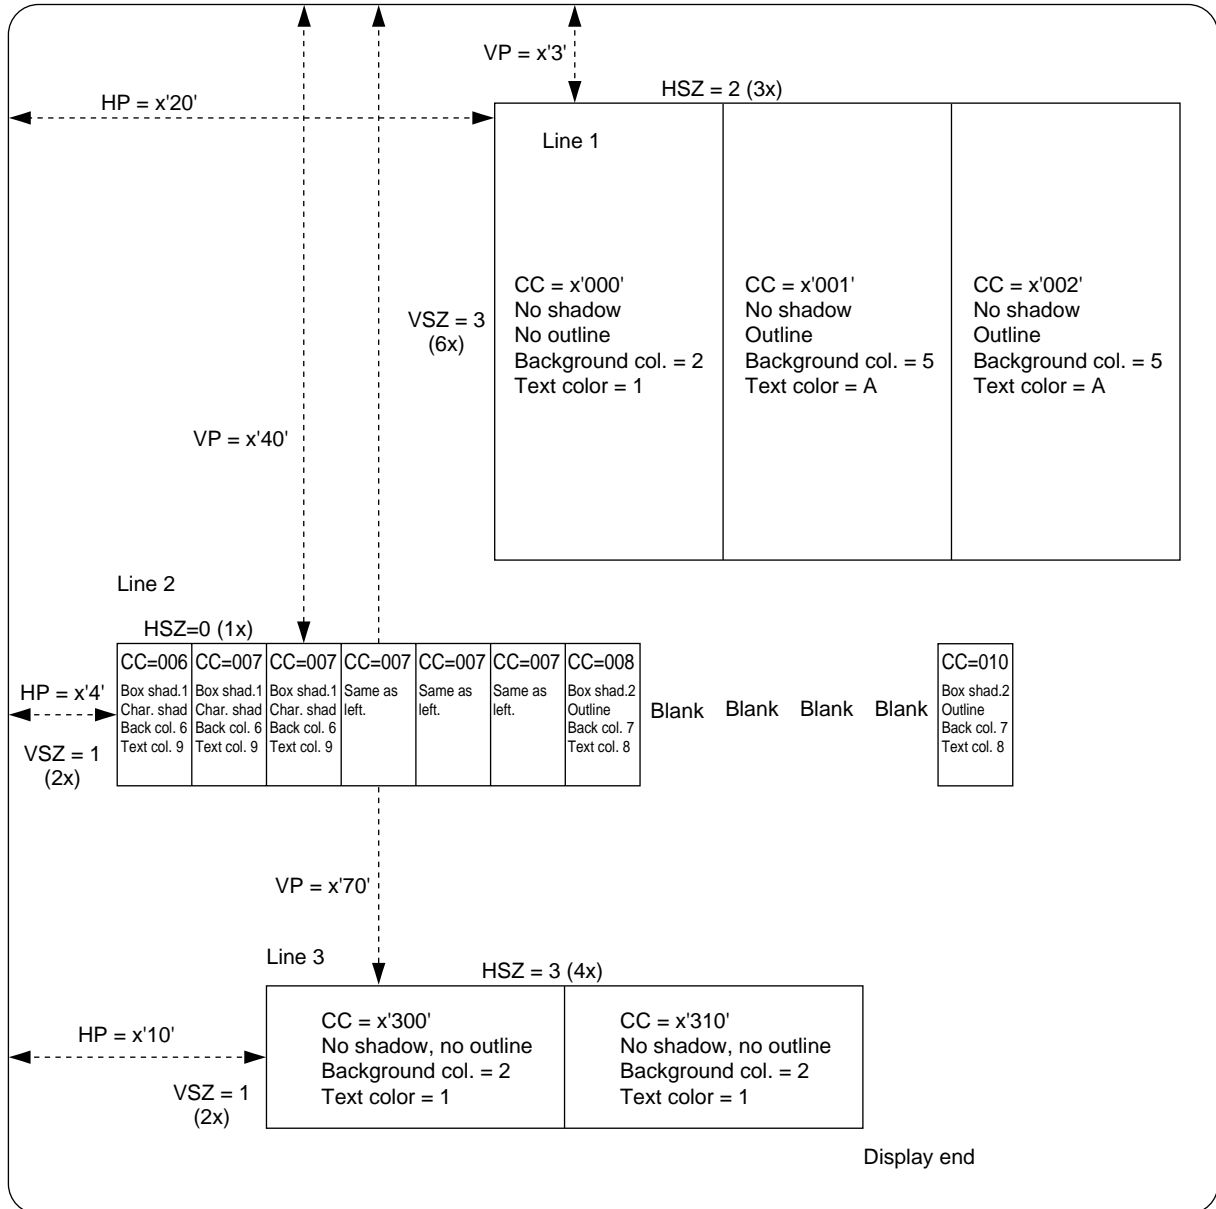 VP = x'3'
HSZ = 2 (3x)
HP = x'20'
Line 1
CC = x'000'
No shadow
No outline
Background col. = 2
Text color = 1
CC = x'001'
No shadow
Outline
Background col. = 5
Text color = A
CC = x'002'
No shadow
Outline
Background col. = 5
Text color = A
VSZ = 3
(6x)
VP = x'40'
Line 2
HSZ=0 (1x)
HP = x'4'
VSZ = 1
(2x)
CC=006
Box shad.1
Char. shad
Back col. 6
Text col. 9
CC=007
Box shad.1
Char. shad
Back col. 6
Text col. 9
CC=007
Box shad.1
Char. shad
Back col. 6
Text col. 9
CC=007
Same as
left.
CC=007
Same as
left.
CC=007
Same as
left.
CC=008
Box shad.2
Outline
Back col. 7
Text col. 8
Blank
Blank
Blank
Blank
CC=010
Box shad.2
Outline
Back col. 7
Text col. 8
VP = x'70'
Line 3
HSZ = 3 (4x)
HP = x'10'
VSZ = 1
(2x)
CC = x'300'
No shadow, no outline
Background col. = 2
Text color = 1
CC = x'310'
No shadow, no outline
Background col. = 2
Text color = 1
Display end